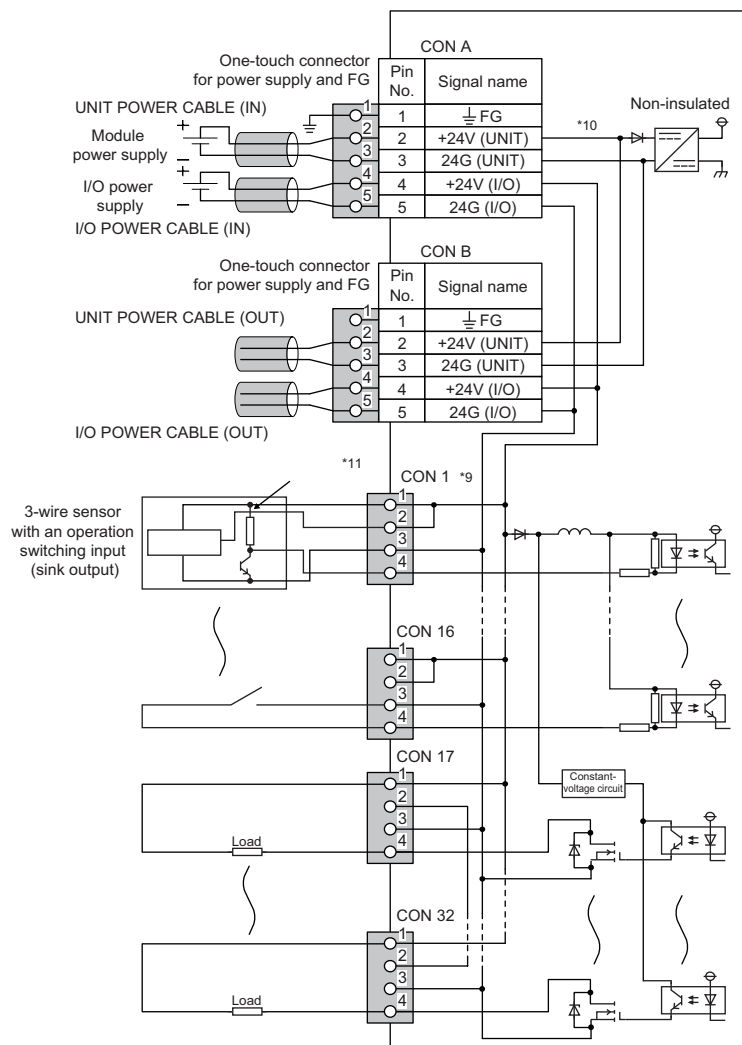 CON A
One-touch connector
for power supply and FG
Pin
No.
Signal name
UNIT POWER CABLE (IN)
Module
power supply
+
−
I/O power
supply
+
−
I/O POWER CABLE (IN)
1
2
3
4
5
1 FG
2 +24V (UNIT)
3 24G (UNIT)
4 +24V (I/O)
5 24G (I/O)
*10
Non-insulated
CON B
One-touch connector
for power supply and FG
Pin
No.
Signal name
UNIT POWER CABLE (OUT)
I/O POWER CABLE (OUT)
1
2
3
4
5
1 FG
2 +24V (UNIT)
3 24G (UNIT)
4 +24V (I/O)
5 24G (I/O)
*11
CON 1 *9
3-wire sensor
with an operation
switching input
(sink output)
1
2
3
4
CON 16
1
2
3
4
CON 17
1
2
3
4
Load
Constant-
voltage circuit
CON 32
1
2
3
4
Load